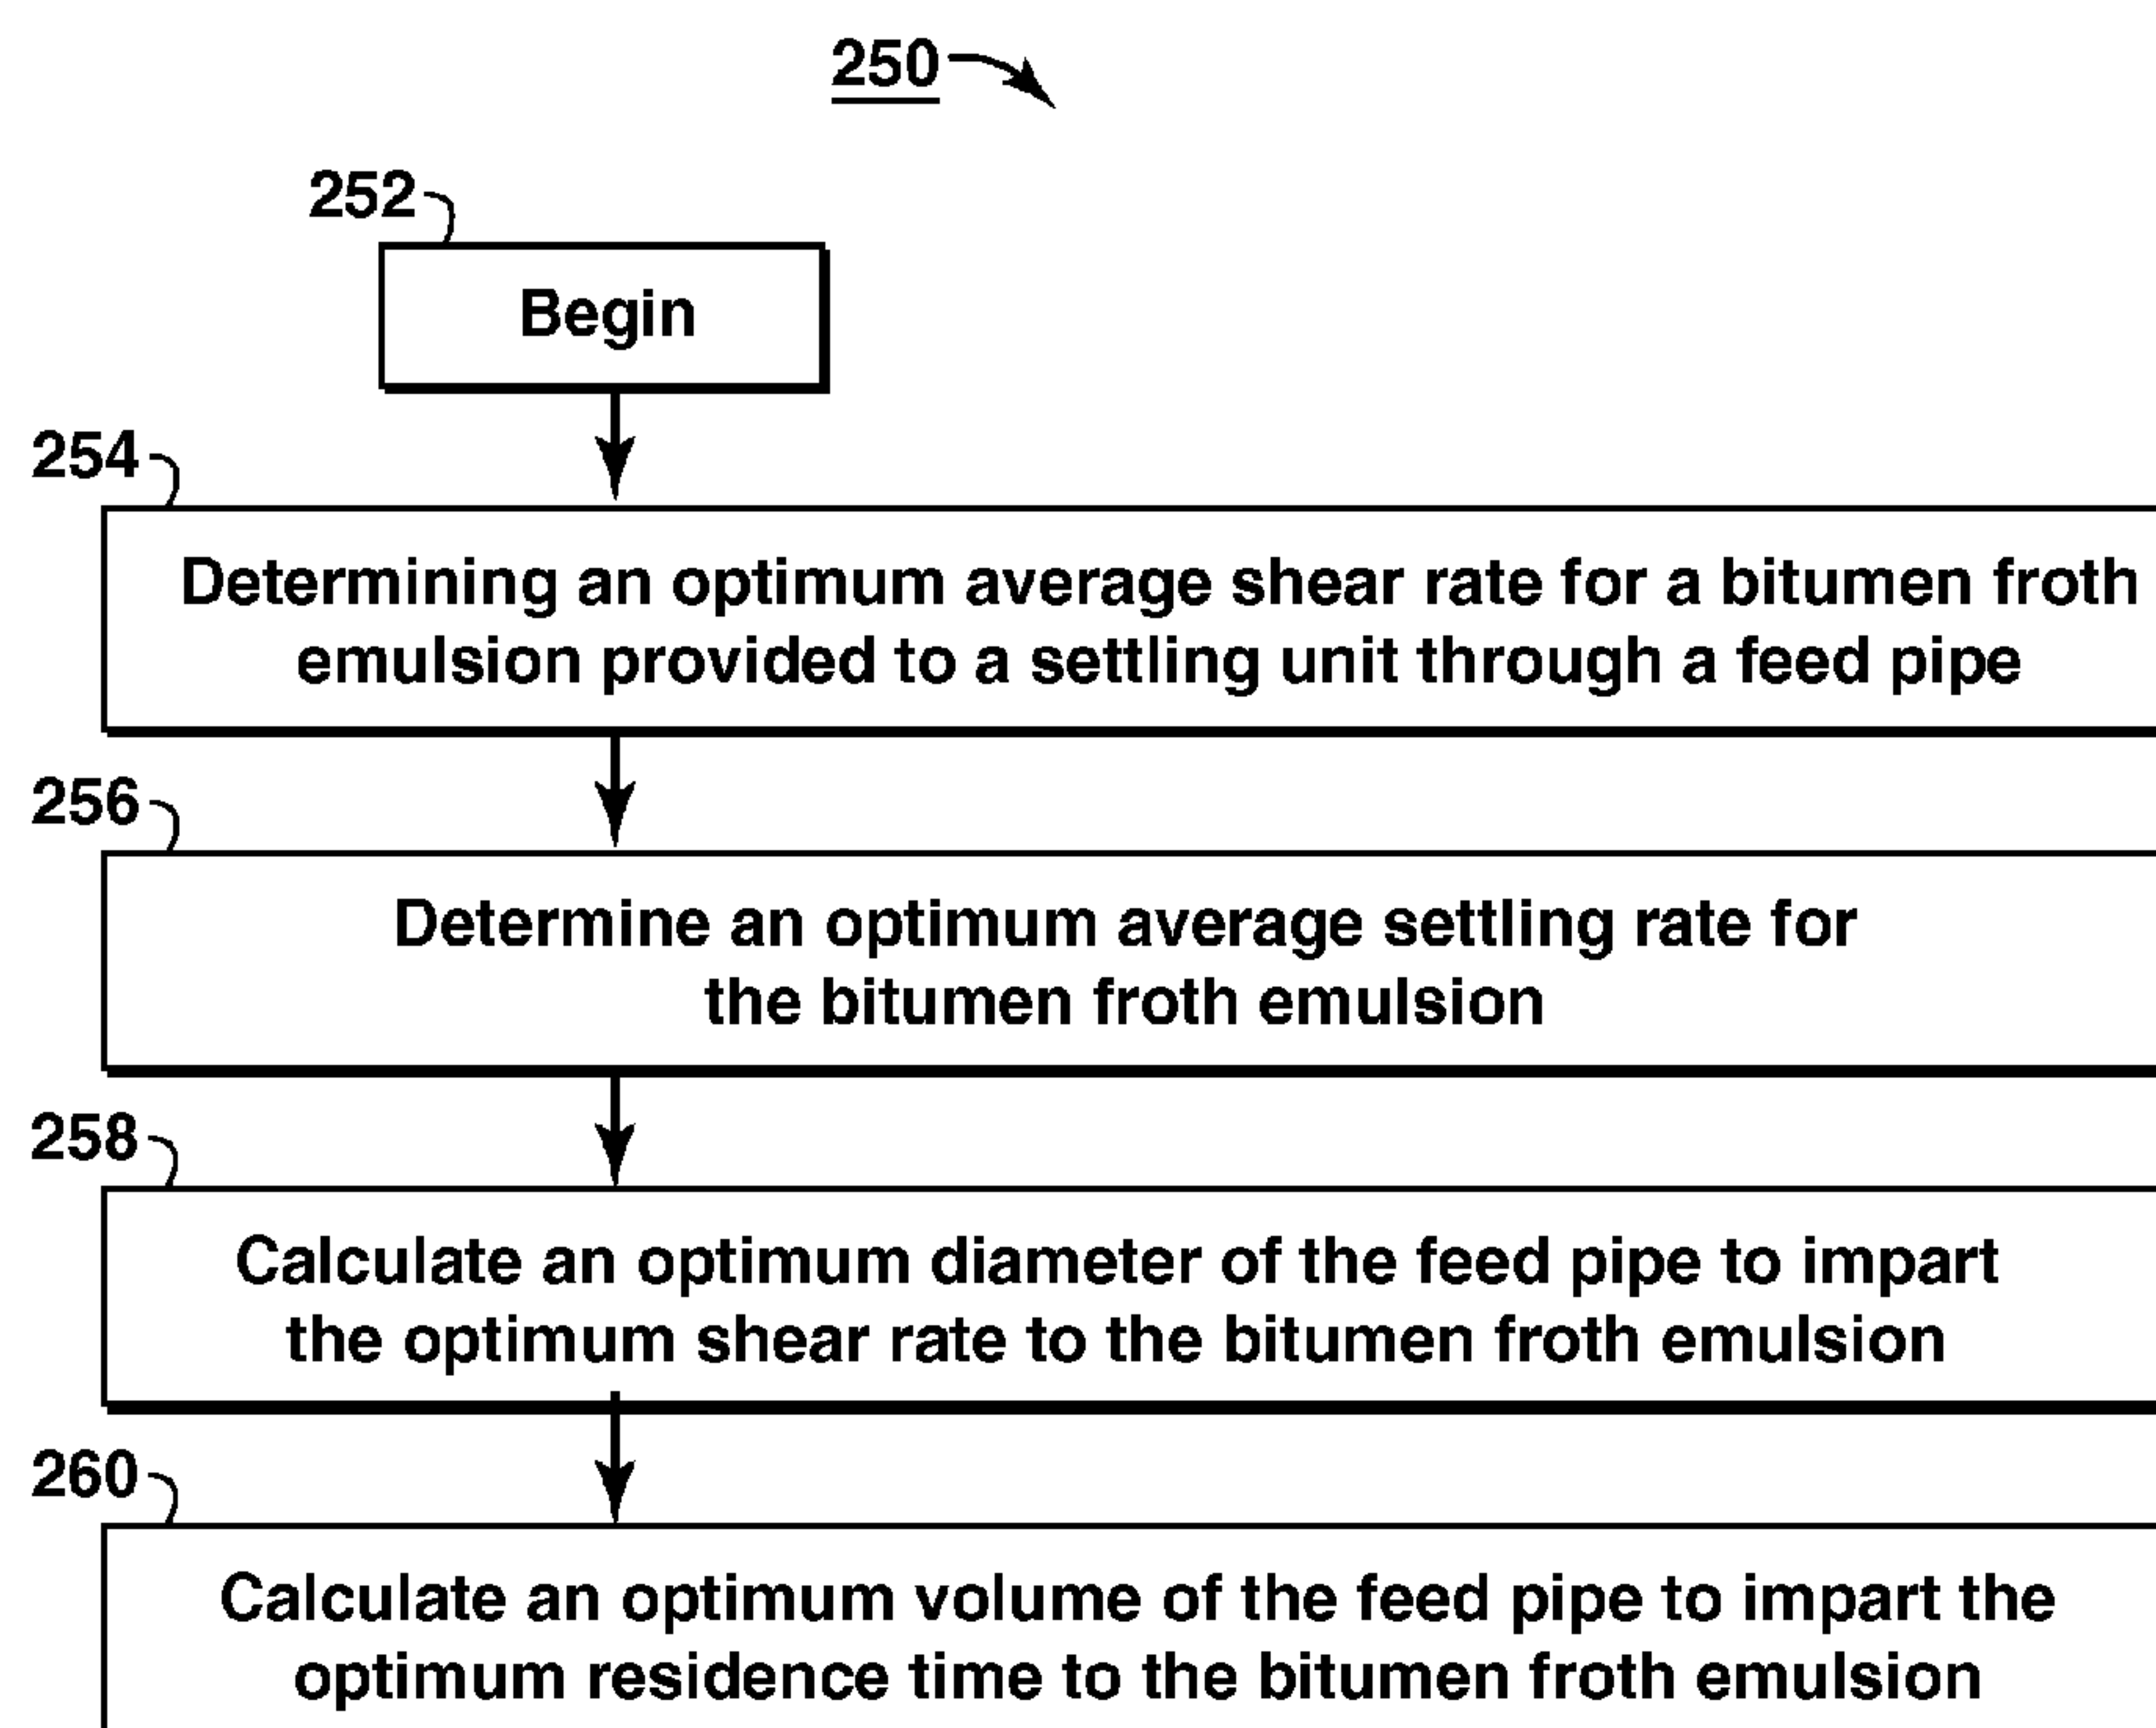 250
252
Begin
254
Determining an optimum average shear rate for a bitumen froth
emulsion provided to a settling unit through a feed pipe
256
Determine an optimum average settling rate for
the bitumen froth emulsion
258
Calculate an optimum diameter of the feed pipe to impart
the optimum shear rate to the bitumen froth emulsion
260
Calculate an optimum volume of the feed pipe to impart the
optimum residence time to the bitumen froth emulsion